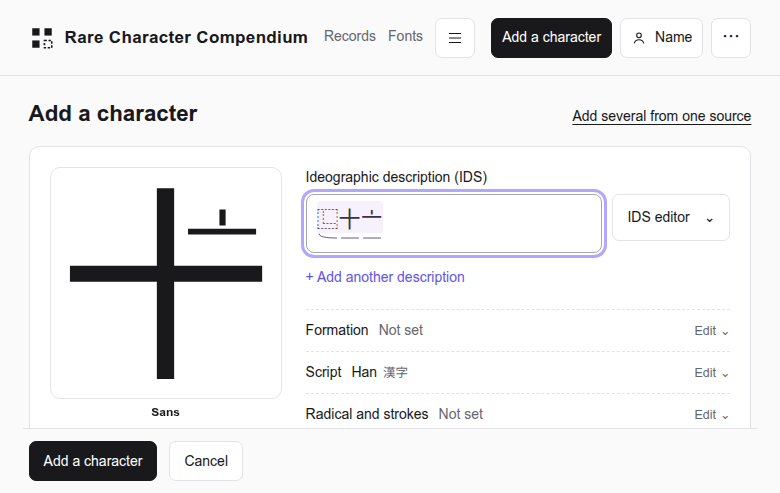 Rare Character Compendium
Records
Fonts
Add a character
Name
Add a character
Add several from one source
Ideographic description (IDS)
⿺十亠
IDS editor
+ Add another description
Formation Not set
Edit
Script Han 漢字
Edit
Radical and strokes Not set
Edit
Sans
Add a character
Cancel